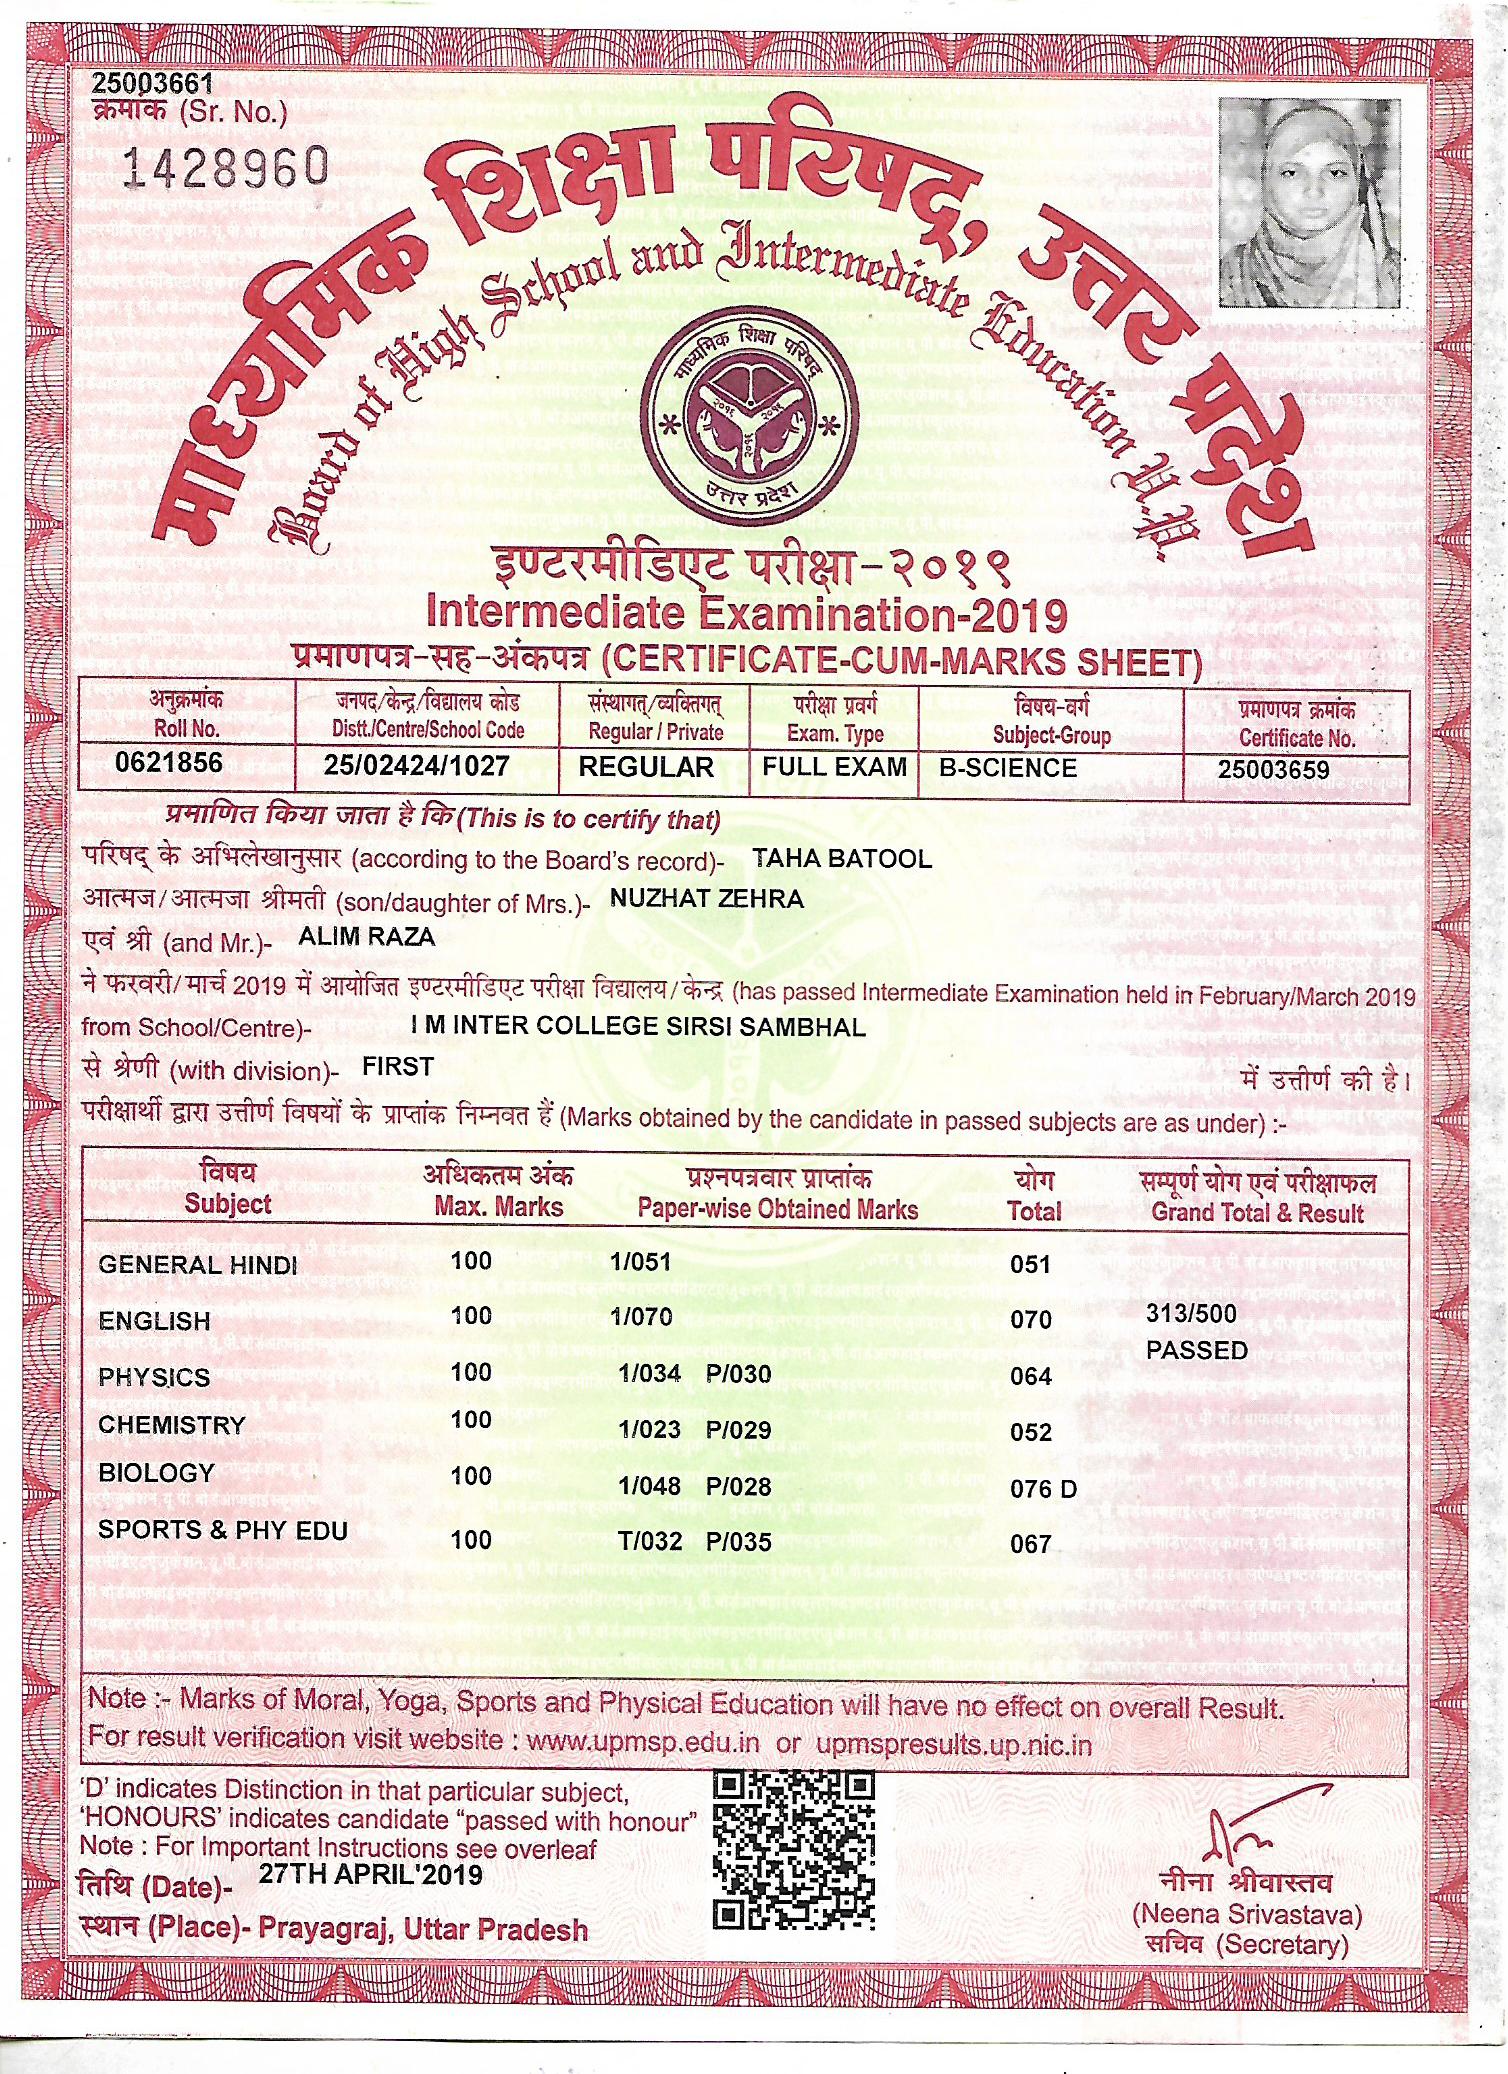 25003661
क्रमांक (Sr. No.)
1428960
माध्यमिक शिक्षा परिषद्, उत्तर प्रदेश
Board of High School and Intermediate Education U.P.
माध्यमिक शिक्षा परिषद्
उत्तर प्रदेश
इण्टरमीडिएट परीक्षा-२०१९
Intermediate Examination-2019
प्रमाणपत्र-सह-अंकपत्र (CERTIFICATE-CUM-MARKS SHEET)
अनुक्रमांक जनपद/केन्द्र/विद्यालय कोड संस्थागत्/व्यक्तिगत् परीक्षा प्रवर्ग विषय-वर्ग प्रमाणपत्र क्रमांक
Roll No. Distt./Centre/School Code Regular / Private Exam. Type Subject-Group Certificate No.
0621856 25/02424/1027 REGULAR FULL EXAM B-SCIENCE 25003659
प्रमाणित किया जाता है कि (This is to certify that)
परिषद् के अभिलेखानुसार (according to the Board's record)- TAHA BATOOL
आत्मज/आत्मजा श्रीमती (son/daughter of Mrs.)- NUZHAT ZEHRA
एवं श्री (and Mr.)- ALIM RAZA
ने फरवरी/मार्च 2019 में आयोजित इण्टरमीडिएट परीक्षा विद्यालय/केन्द्र (has passed Intermediate Examination held in February/March 2019
from School/Centre)- I M INTER COLLEGE SIRSI SAMBHAL
से श्रेणी (with division)- FIRST में उत्तीर्ण की है।
परीक्षार्थी द्वारा उत्तीर्ण विषयों के प्राप्तांक निम्नवत हैं (Marks obtained by the candidate in passed subjects are as under) :-
विषय अधिकतम अंक प्रश्नपत्रवार प्राप्तांक योग सम्पूर्ण योग एवं परीक्षाफल
Subject Max. Marks Paper-wise Obtained Marks Total Grand Total & Result
GENERAL HINDI 100 1/051 051
ENGLISH 100 1/070 070 313/500
PASSED
PHYSICS 100 1/034 P/030 064
CHEMISTRY 100 1/023 P/029 052
BIOLOGY 100 1/048 P/028 076 D
SPORTS & PHY EDU 100 T/032 P/035 067
Note :- Marks of Moral, Yoga, Sports and Physical Education will have no effect on overall Result.
For result verification visit website : www.upmsp.edu.in or upmspresults.up.nic.in
'D' indicates Distinction in that particular subject,
'HONOURS' indicates candidate "passed with honour"
Note : For Important Instructions see overleaf
तिथि (Date)- 27TH APRIL'2019
स्थान (Place)- Prayagraj, Uttar Pradesh
नीना श्रीवास्तव
(Neena Srivastava)
सचिव (Secretary)